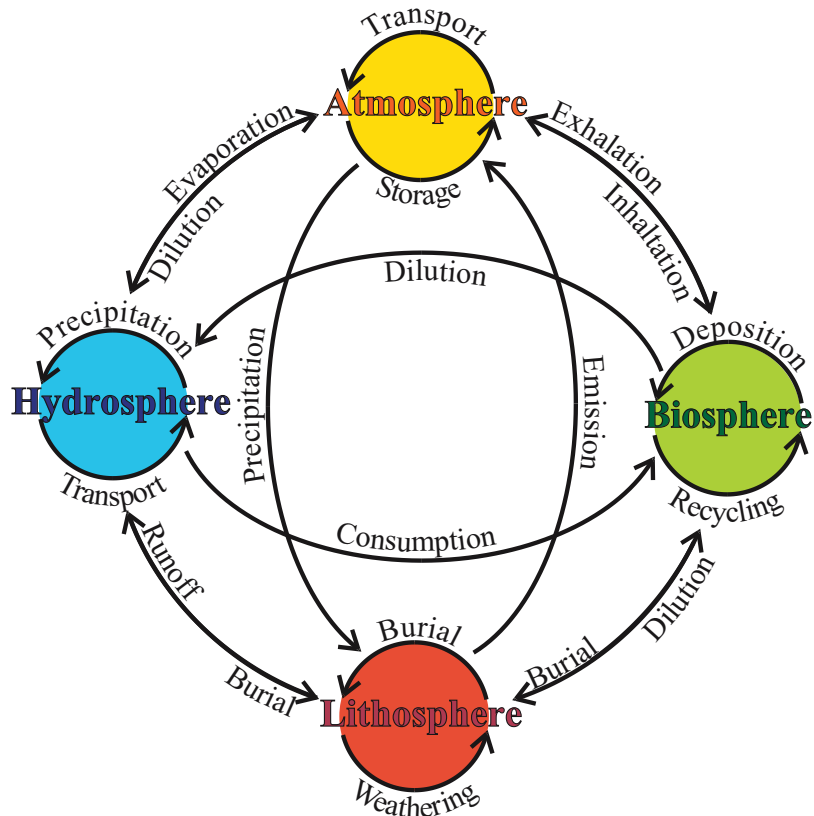 Transport
Atmosphere
Storage
Evaporation
Dilution
Exhalation
Inhaltation
Dilution
Precipitation
Hydrosphere
Transport
Precipitation
Emission
Deposition
Biosphere
Recycling
Consumption
Runoff
Burial
Burial
Dilution
Burial
Lithosphere
Weathering